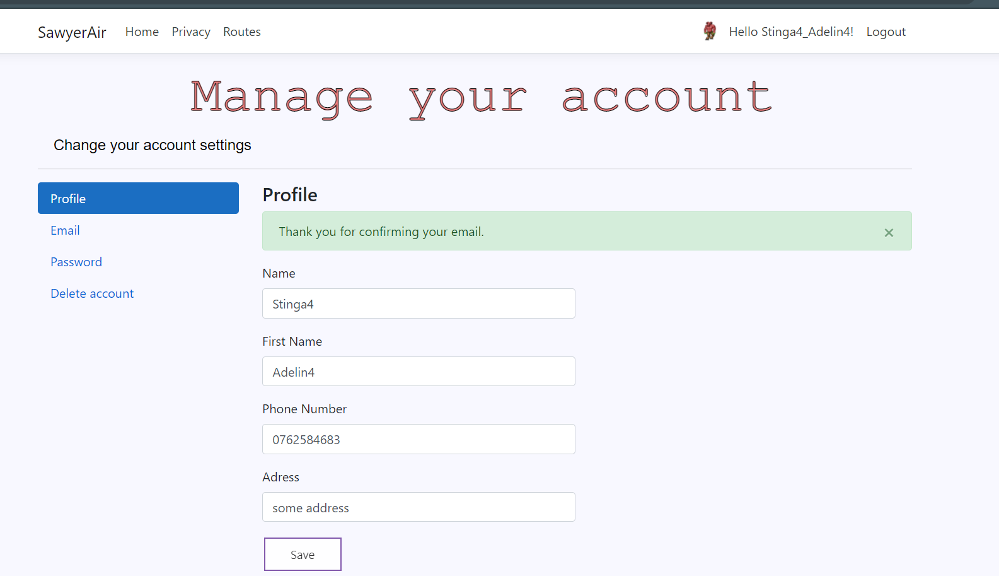 SawyerAir Home Privacy Routes Hello Stinga4_Adelin4! Logout
Manage your account
Change your account settings
Profile
Email
Password
Delete account
Profile
Thank you for confirming your email. ×
Name
Stinga4
First Name
Adelin4
Phone Number
0762584683
Adress
some address
Save